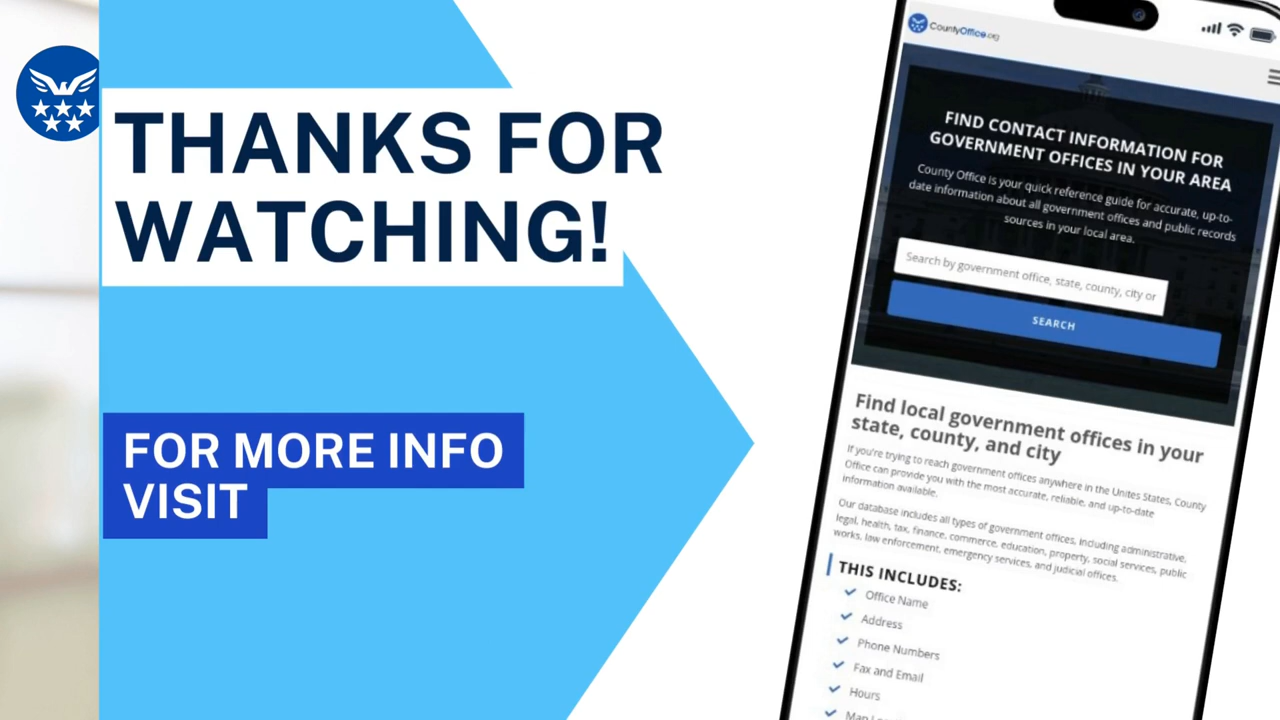 THANKS FOR
WATCHING!
FOR MORE INFO
VISIT
CountyOffice.org
FIND CONTACT INFORMATION FOR
GOVERNMENT OFFICES IN YOUR AREA
County Office is your quick reference guide for accurate, up-to-
date information about all government offices and public records
sources in your local area.
Search by government office, state, county, city or
SEARCH
Find local government offices in your
state, county, and city
If you're trying to reach government offices anywhere in the Unites States, County
Office can provide you with the most accurate, reliable, and up-to-date
information available.
Our database includes all types of government offices, including administrative,
legal, health, tax, finance, commerce, education, property, social services, public
works, law enforcement, emergency services, and judicial offices.
THIS INCLUDES:
Office Name
Address
Phone Numbers
Fax and Email
Hours
Map